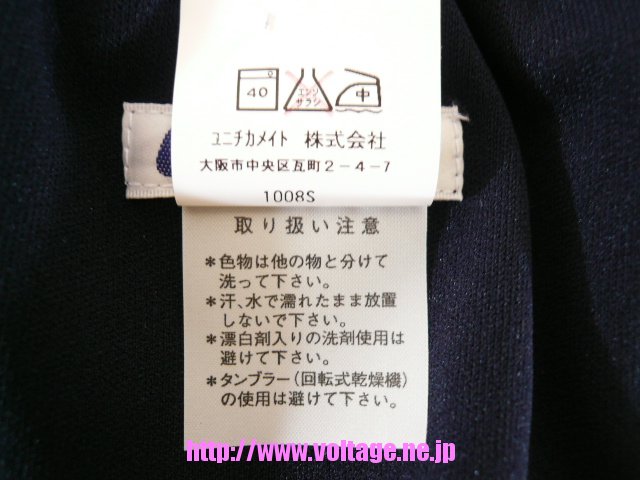 40 エンソ サラシ 中
ユニチカメイト 株式会社
大阪市中央区瓦町2-4-7
1008S
取り扱い注意
*色物は他の物と分けて
洗って下さい。
*汗、水で濡れたまま放置
しないで下さい。
*漂白剤入りの洗剤使用は
避けて下さい。
*タンブラー(回転式乾燥機)
の使用は避けて下さい。
http://www.voltage.ne.jp